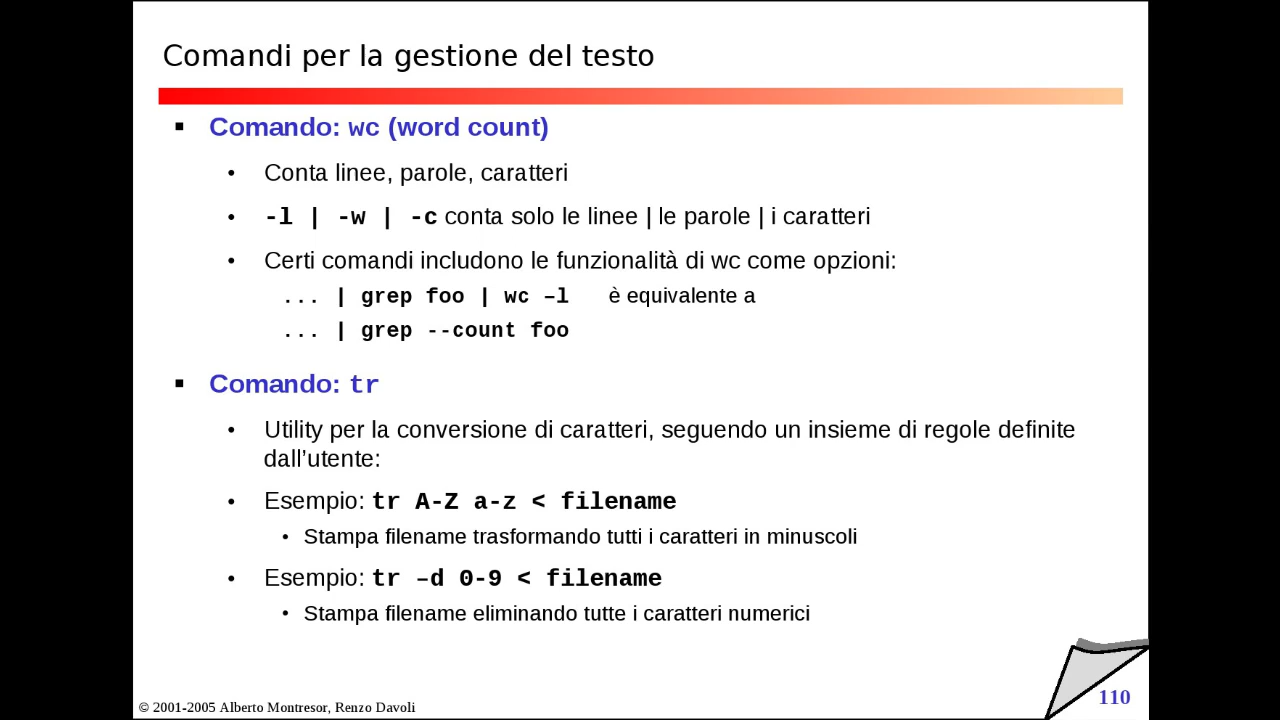 Comandi per la gestione del testo
▪ Comando: wc (word count)
• Conta linee, parole, caratteri
• -l | -w | -c conta solo le linee | le parole | i caratteri
• Certi comandi includono le funzionalità di wc come opzioni:
... | grep foo | wc –l è equivalente a
... | grep --count foo
▪ Comando: tr
• Utility per la conversione di caratteri, seguendo un insieme di regole definite
dall’utente:
• Esempio: tr A-Z a-z < filename
• Stampa filename trasformando tutti i caratteri in minuscoli
• Esempio: tr –d 0-9 < filename
• Stampa filename eliminando tutte i caratteri numerici
© 2001-2005 Alberto Montresor, Renzo Davoli
110